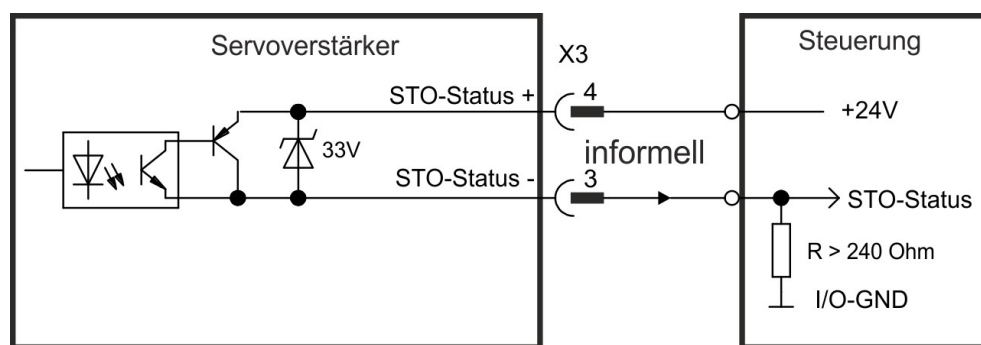 Servoverstärker
X3
Steuerung
STO-Status +
4
+24V
33V
informell
STO-Status -
3
STO-Status
R > 240 Ohm
I/O-GND